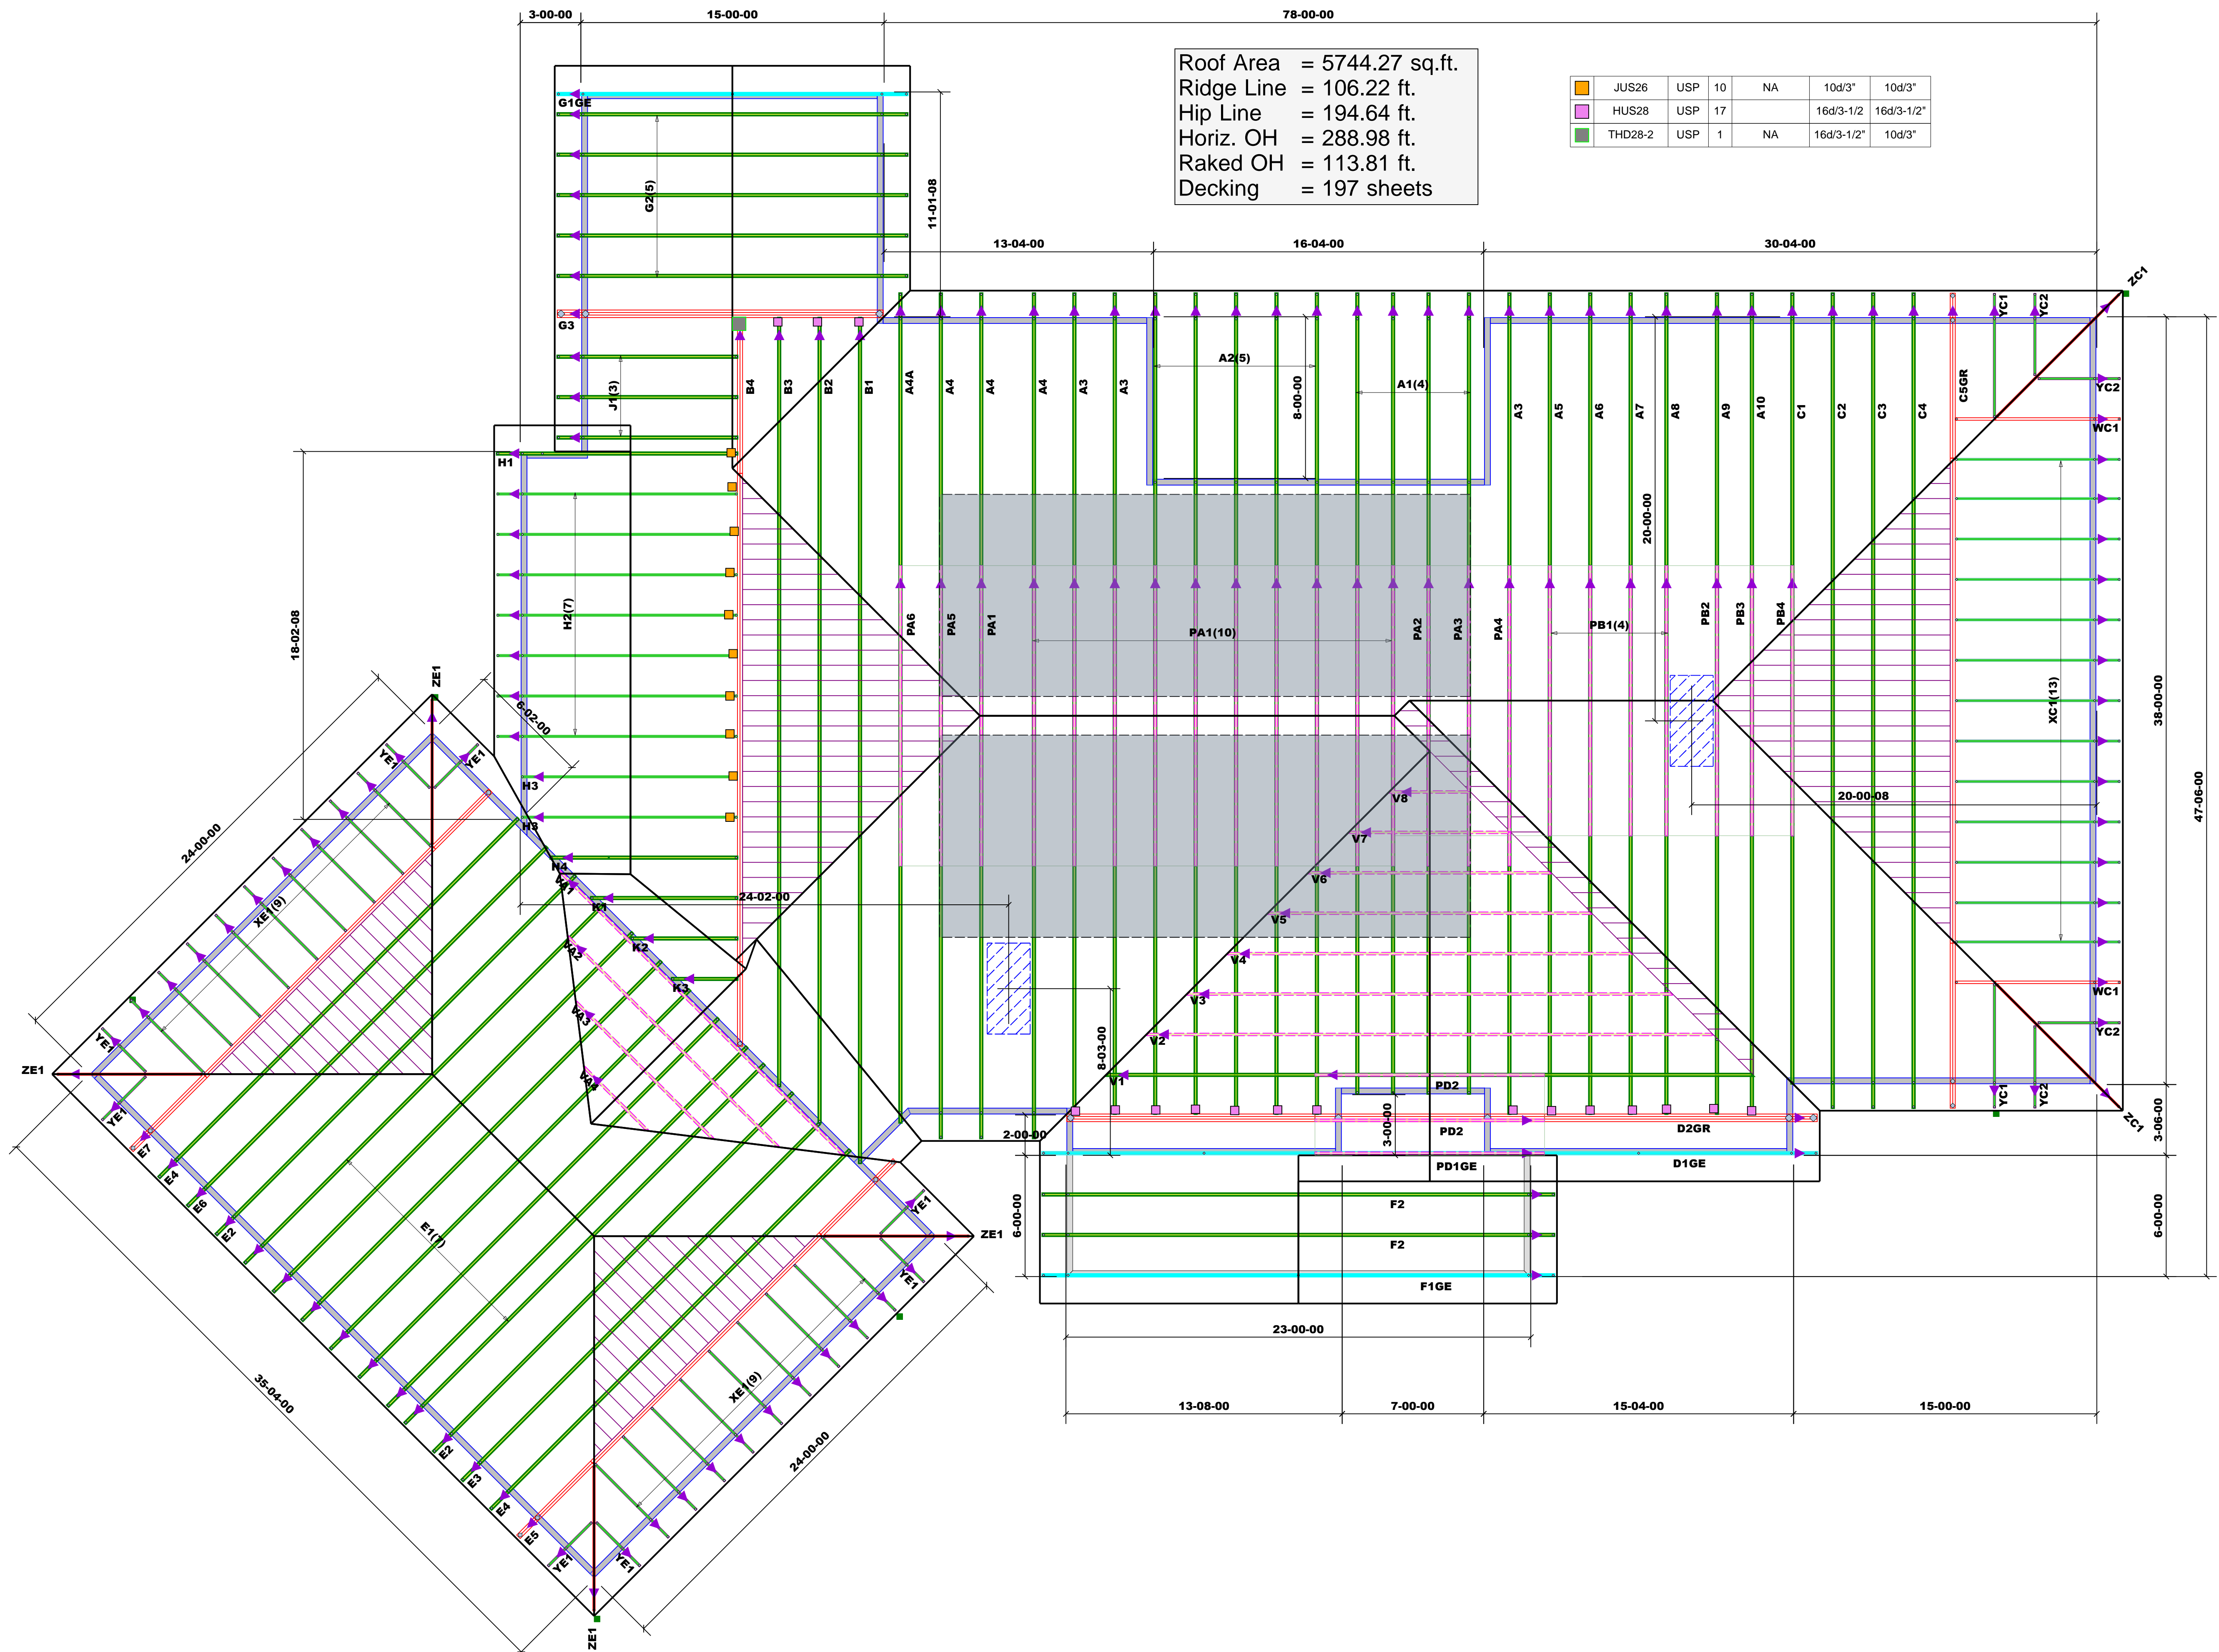 3-00-00 15-00-00 78-00-00
Roof Area = 5744.27 sq.ft.
Ridge Line = 106.22 ft.
Hip Line = 194.64 ft.
Horiz. OH = 288.98 ft.
Raked OH = 113.81 ft.
Decking = 197 sheets
JUS26 USP 10 NA 10d/3" 10d/3"
HUS28 USP 17 16d/3-1/2 16d/3-1/2"
THD28-2 USP 1 NA 16d/3-1/2" 10d/3"
G1GE
G2(5)
11-01-08
13-04-00 16-04-00 30-04-00
ZC1
G3
YC1
YC2
J1(3)
B4
B3
B2
B1
A4A
A4
A4
A4
A3
A3
A2(5)
8-00-00
A1(4)
A3
A5
A6
A7
A8
A9
A10
C1
C2
C3
C4
C5GR
YC2
WC1
H1
20-00-00
18-02-08
H2(7)
PA6
PA5
PA1
PA1(10)
PA2
PA3
PA4
PB1(4)
PB2
PB3
PB4
XC1(13)
38-00-00
47-06-00
ZE1
6-02-00
YE1
YE1
H3
V8
20-00-08
24-00-00
H3
V7
H4
V6
VA1
24-02-00
K1
XE1(9)
V5
VA2
K2
V4
K3
V3
WC1
VA3
V2
YC2
YE1
8-03-00
ZE1
VA4
V1
PD2
YC1
YC2
YE1
ZC1
2-00-00
3-00-00
PD2
D2GR
3-06-00
E7
PD1GE
D1GE
E4
E6
YE1
F2
6-00-00
6-00-00
E2
E1(7)
ZE1
F2
YE1
F1GE
23-00-00
XE1(9)
35-04-00
13-08-00 7-00-00 15-04-00 15-00-00
E2
24-00-00
E3
E4
E5
YE1
YE1
ZE1